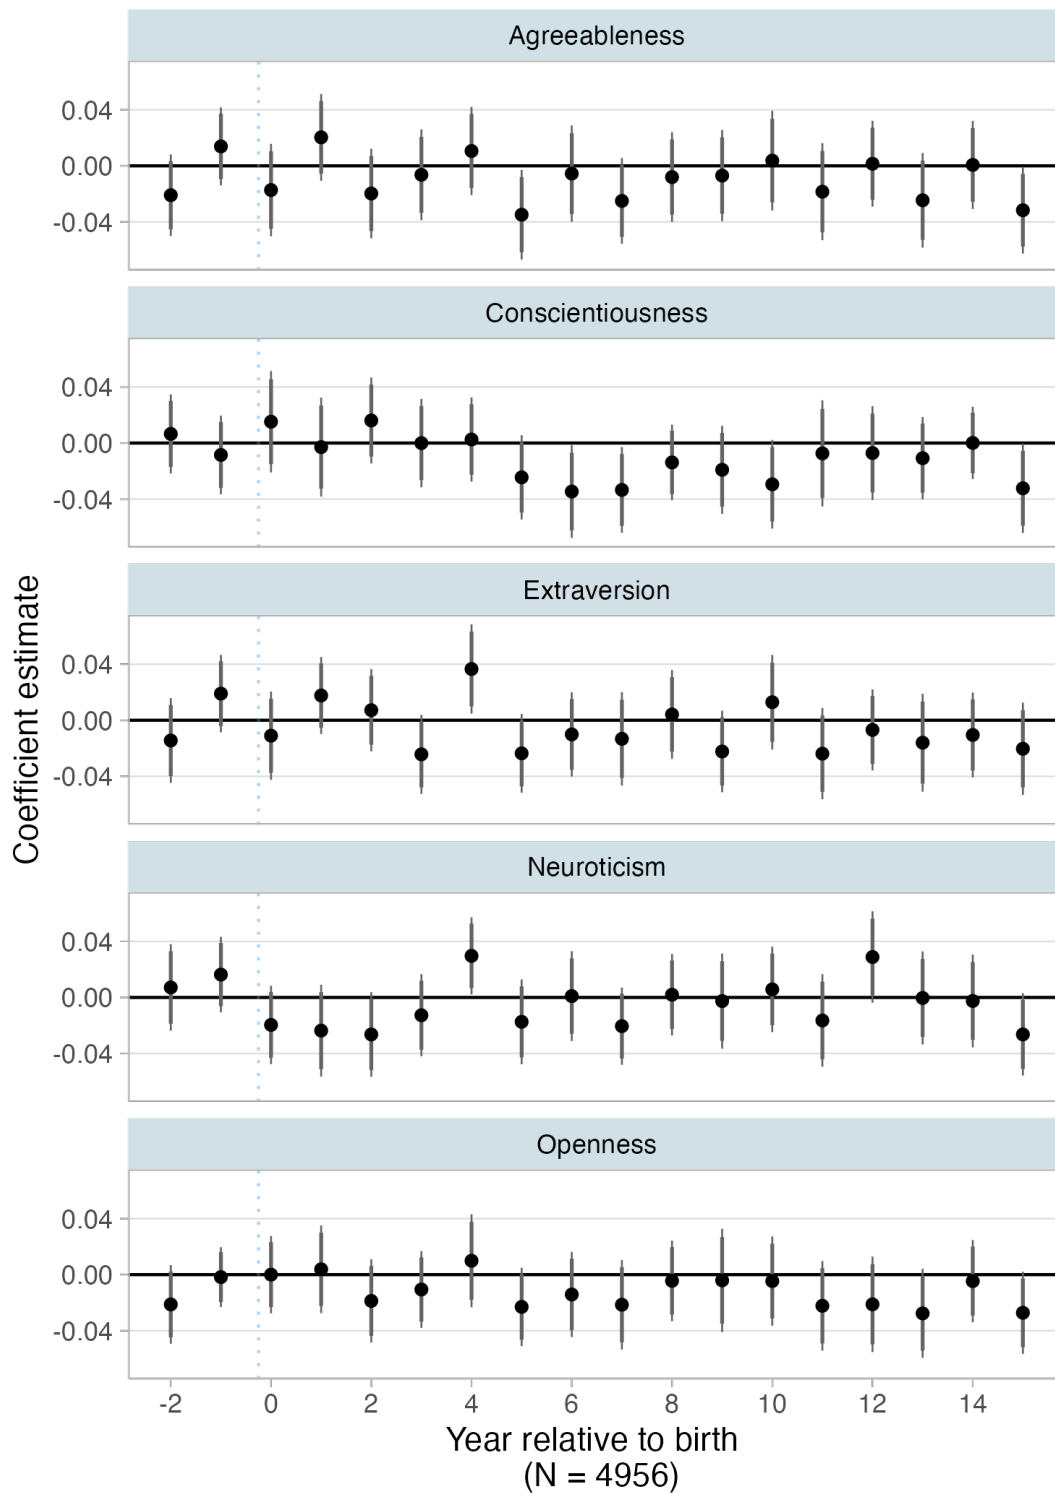 Agreeableness
0.04
0.00
-0.04
Conscientiousness
0.04
0.00
-0.04
Extraversion
0.04
0.00
-0.04
Neuroticism
0.04
0.00
-0.04
Openness
0.04
0.00
-0.04
Coefficient estimate
-2 0 2 4 6 8 10 12 14
Year relative to birth
(N = 4956)